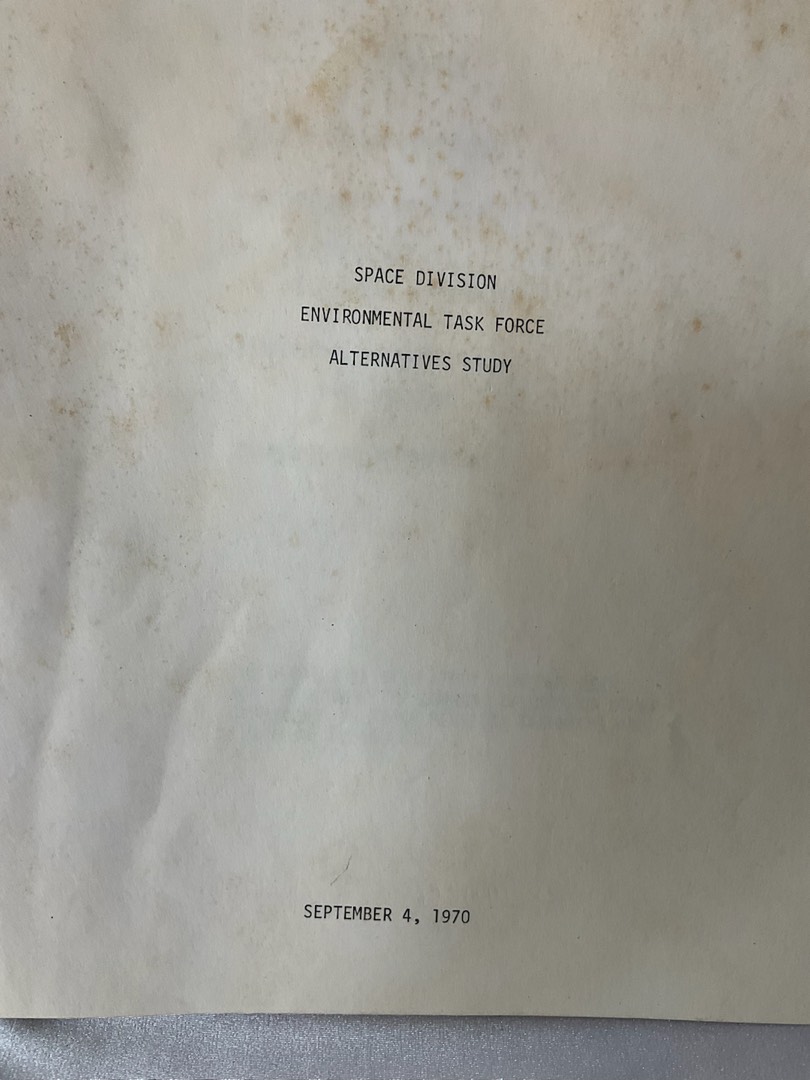 SPACE DIVISION
ENVIRONMENTAL TASK FORCE
ALTERNATIVES STUDY
SEPTEMBER 4, 1970